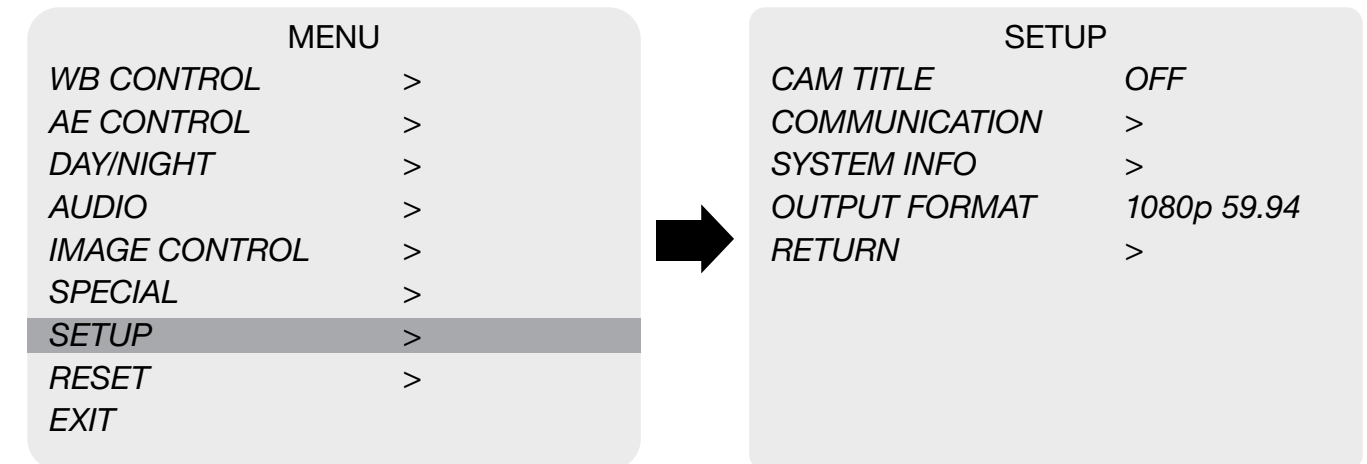 MENU
WB CONTROL >
AE CONTROL >
DAY/NIGHT >
AUDIO >
IMAGE CONTROL >
SPECIAL >
SETUP >
RESET >
EXIT
SETUP
CAM TITLE OFF
COMMUNICATION >
SYSTEM INFO >
OUTPUT FORMAT 1080p 59.94
RETURN >